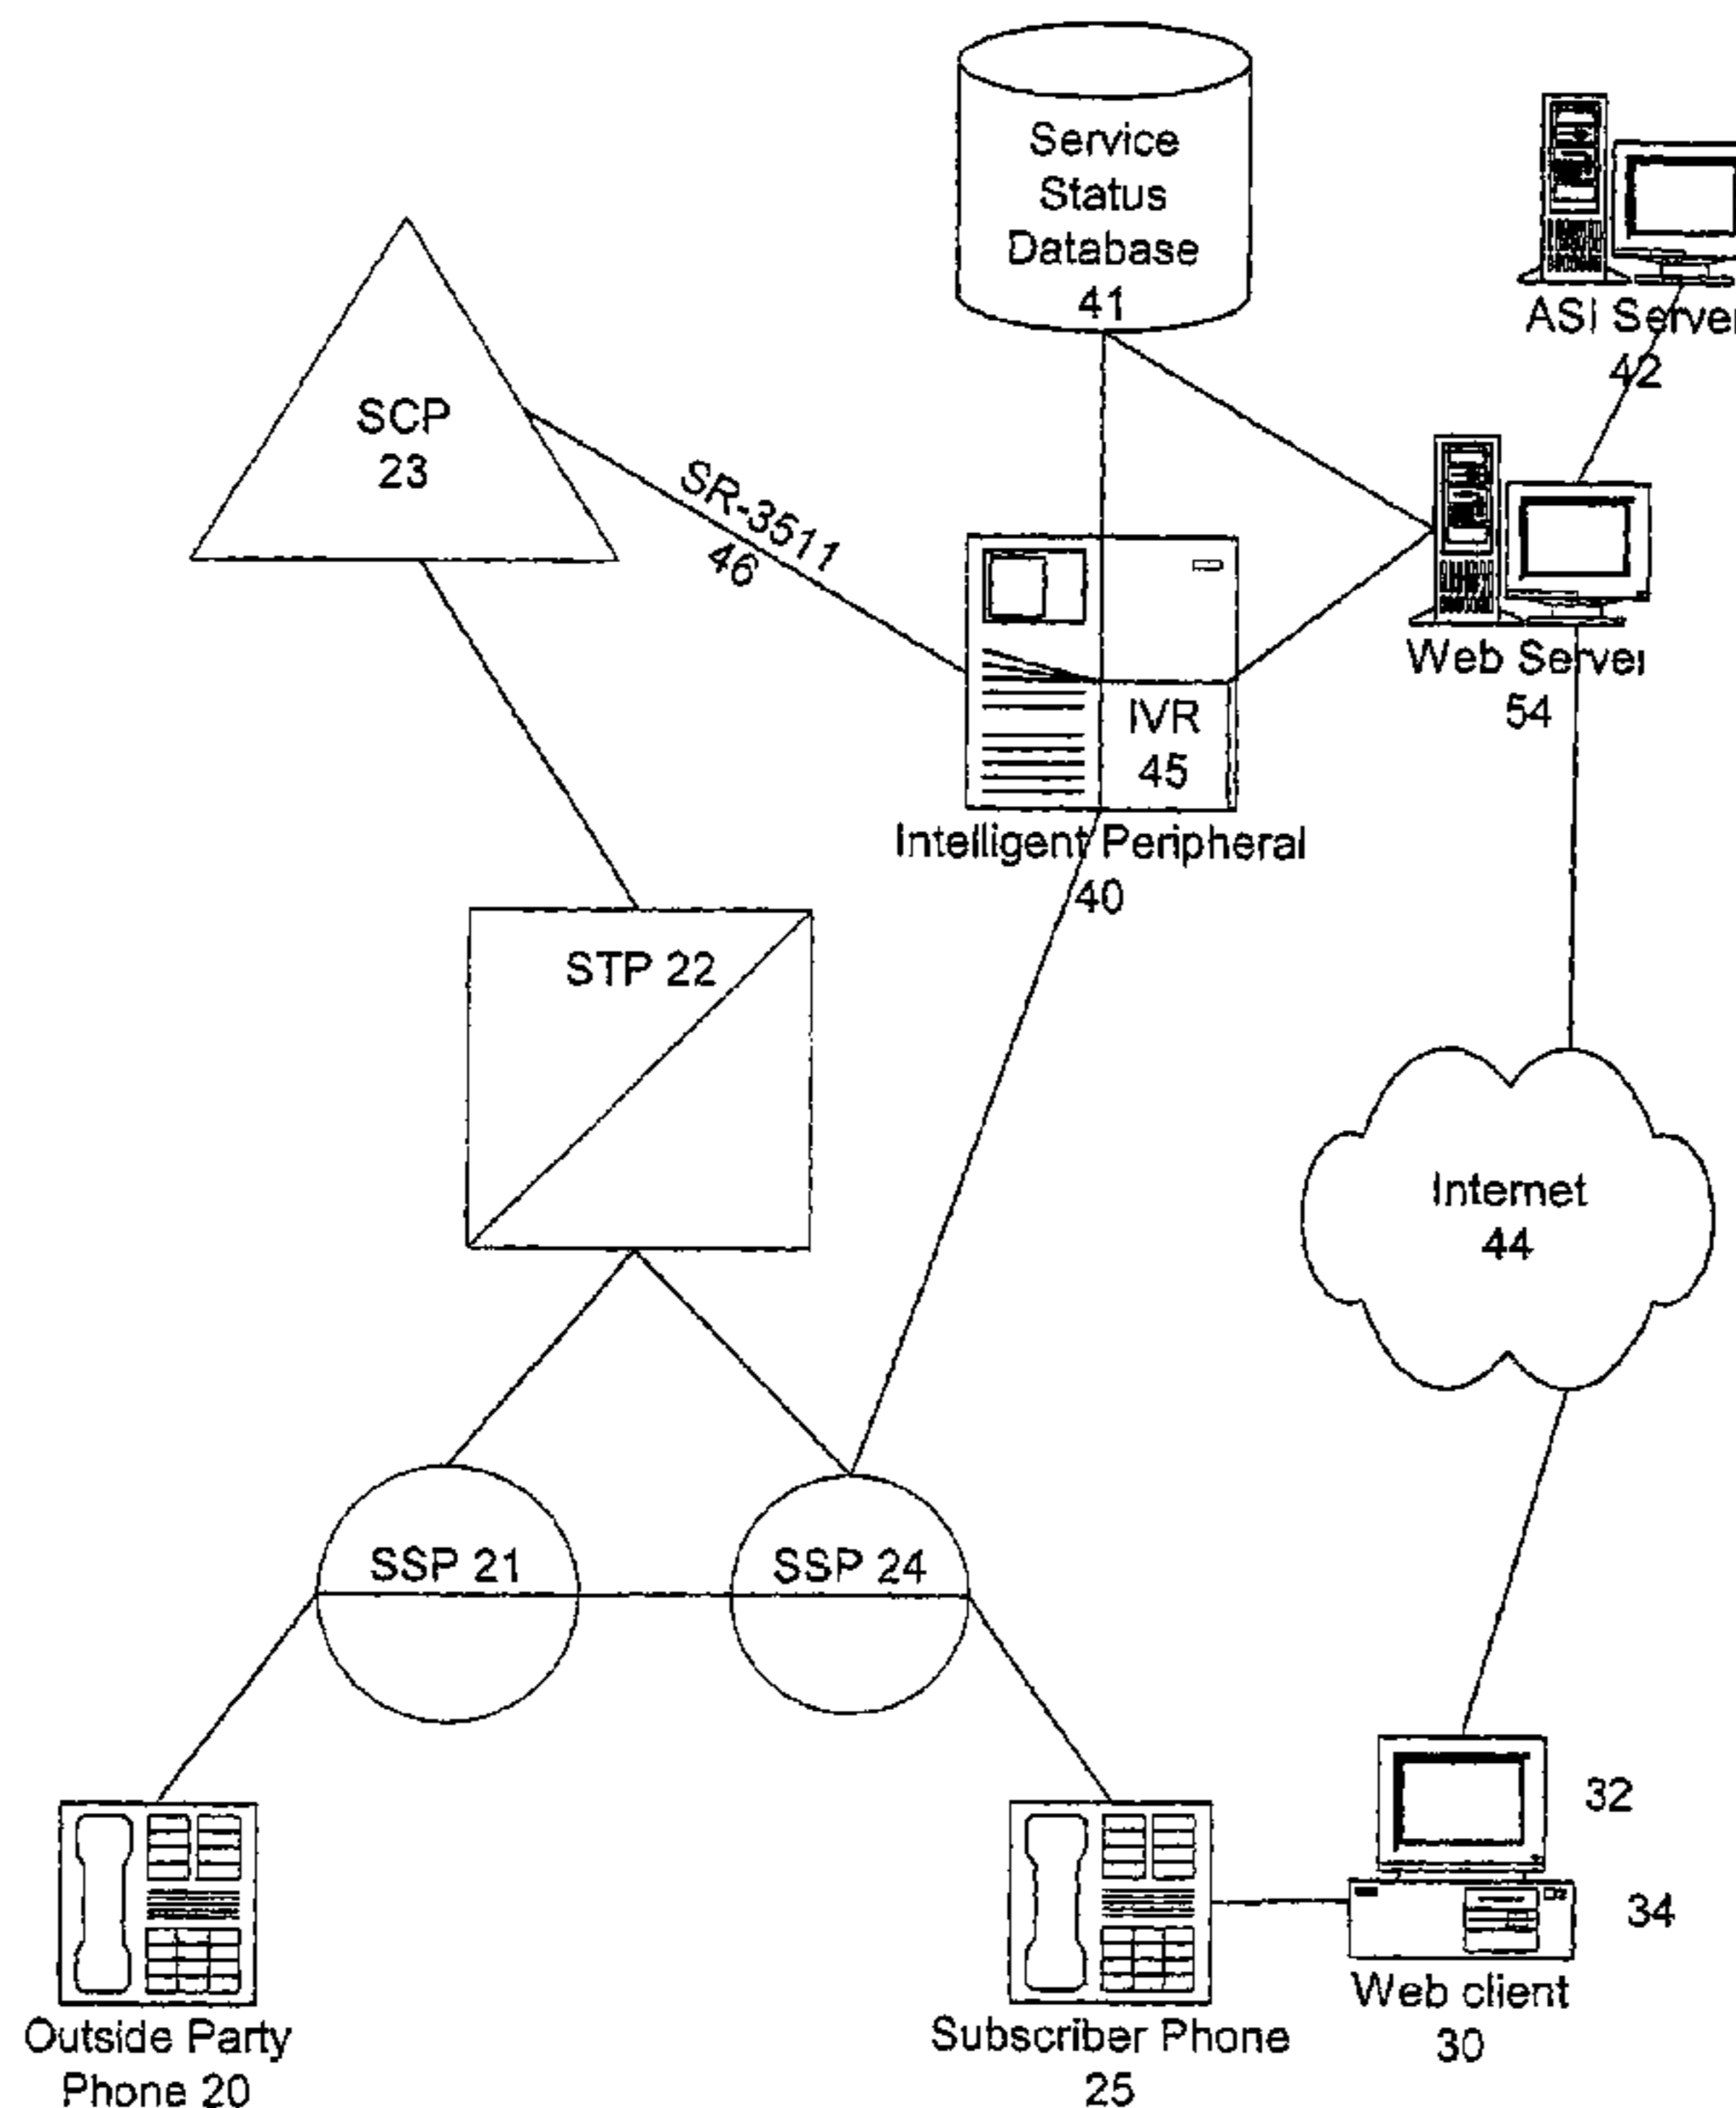 Service
Status
Database
41
ASI Server
42
SCP
23
SR-3511
46
Web Server
54
IVR
45
Intelligent Peripheral
40
STP 22
Internet
44
SSP 21
SSP 24
32
34
Web client
30
Outside Party
Phone 20
Subscriber Phone
25